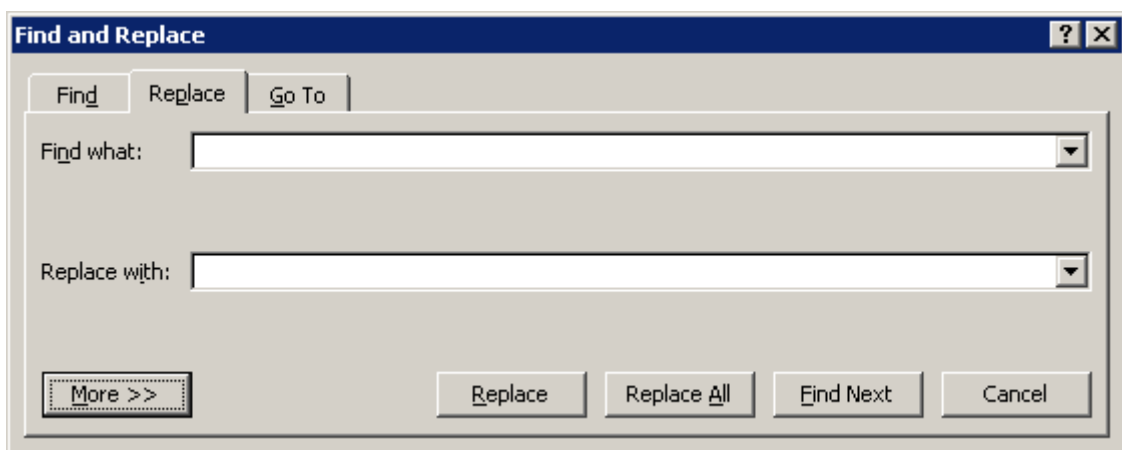 Find and Replace
Find Replace Go To
Find what:
Replace with:
More >> Replace Replace All Find Next Cancel